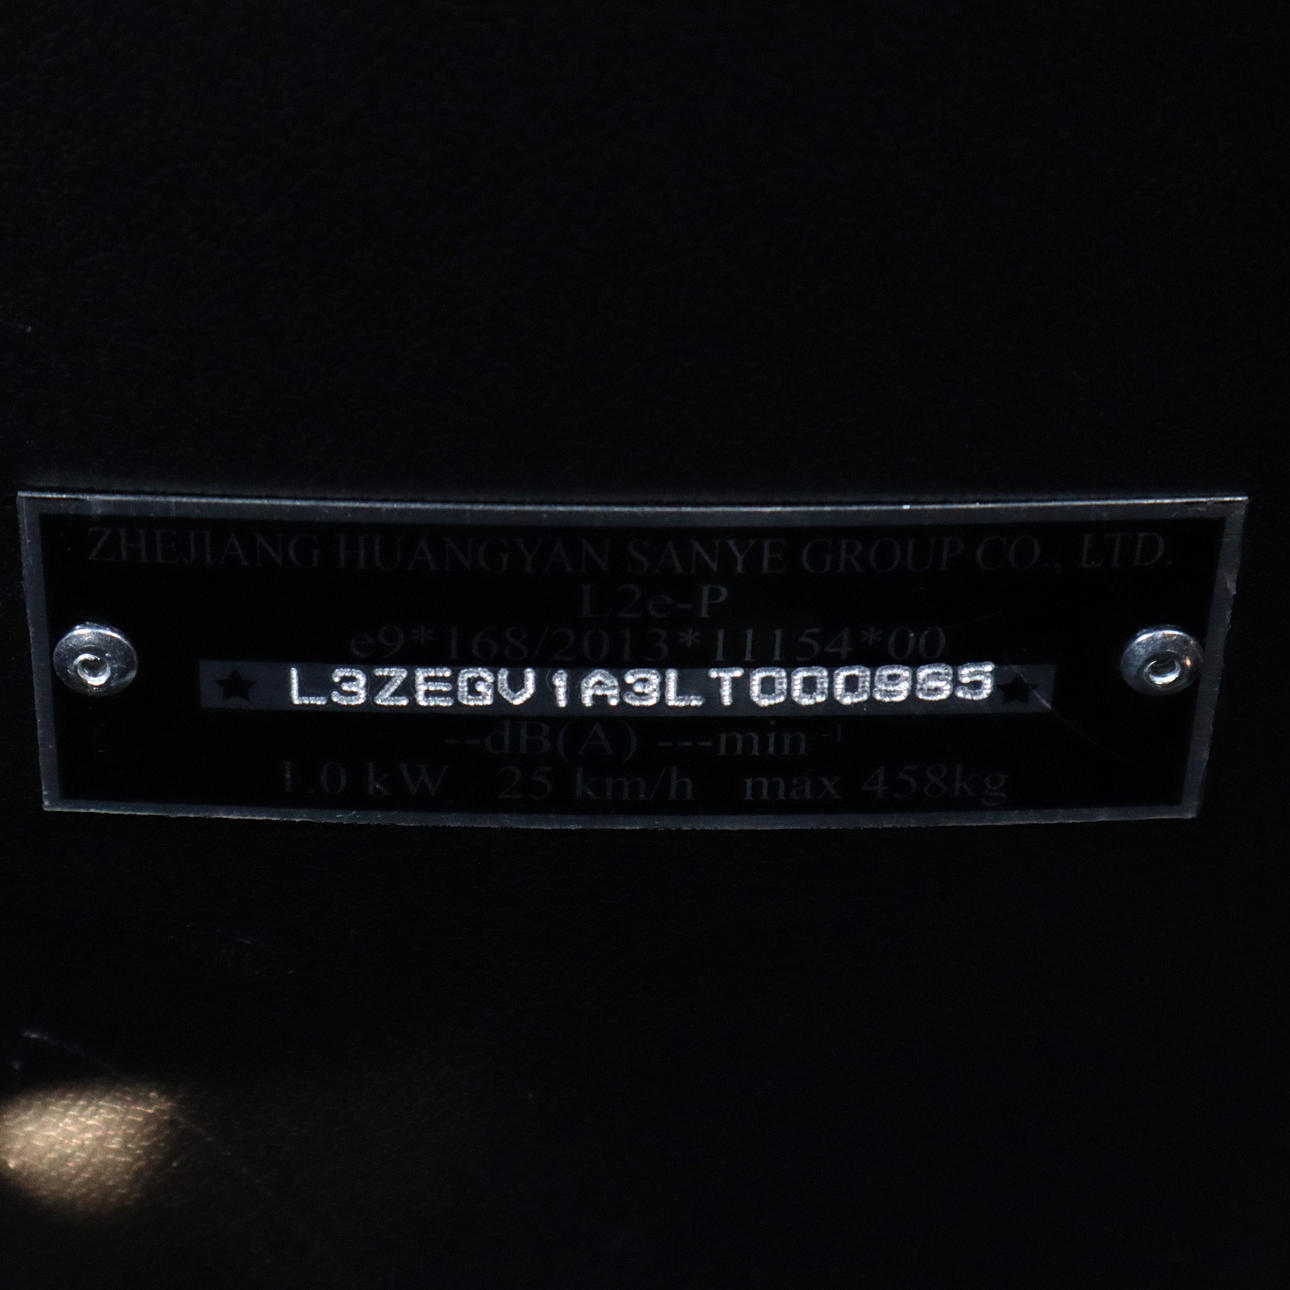 ZHEJIANG HUANGYAN SANYE GROUP CO., LTD.
L2e-P
e9*168/2013*11154*00
★ L3ZEGV1A3LT000985 ★
--dB(A) ---min⁻¹
1.0 kW 25 km/h max 458kg